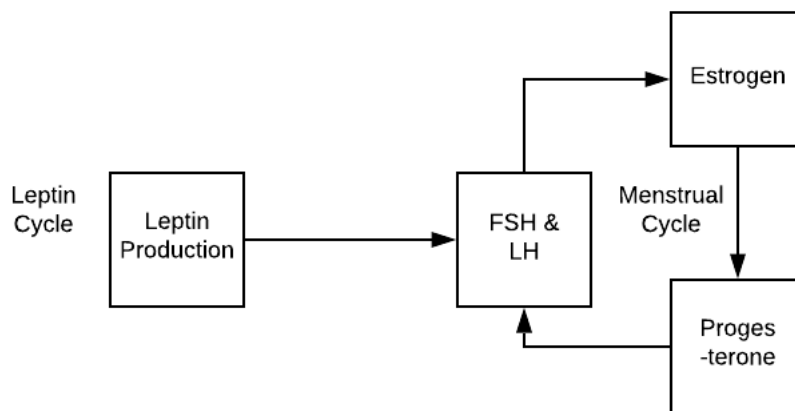 Leptin
Cycle
Leptin
Production
FSH &
LH
Estrogen
Menstrual
Cycle
Proges
-terone